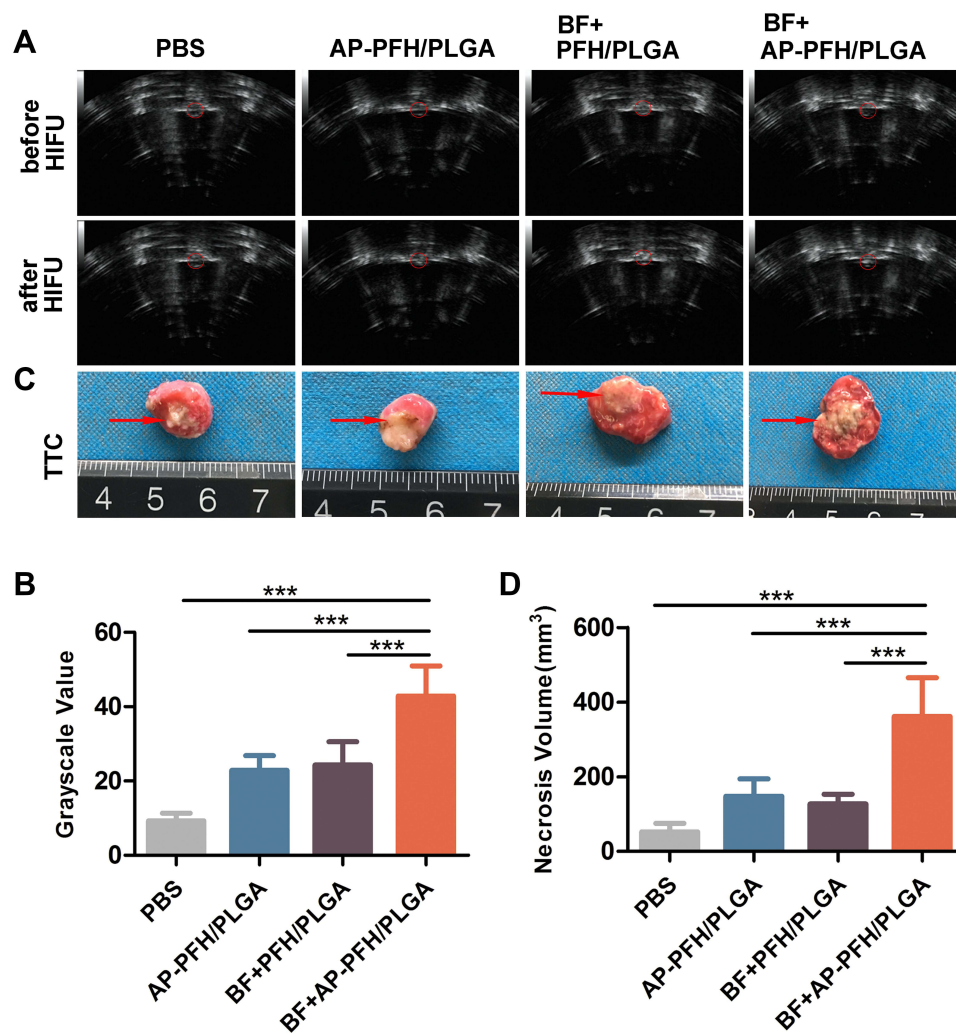 A
PBS
AP-PFH/PLGA
BF+
PFH/PLGA
BF+
AP-PFH/PLGA
before
HIFU
after
HIFU
C
TTC
4 5 6 7
4 5 6 7
4 5 6 7
3 4 5 6 7
B
***
***
***
Grayscale Value
60
40
20
0
PBS
AP-PFH/PLGA
BF+PFH/PLGA
BF+AP-PFH/PLGA
D
***
***
***
Necrosis Volume(mm³)
600
400
200
0
PBS
AP-PFH/PLGA
BF+PFH/PLGA
BF+AP-PFH/PLGA